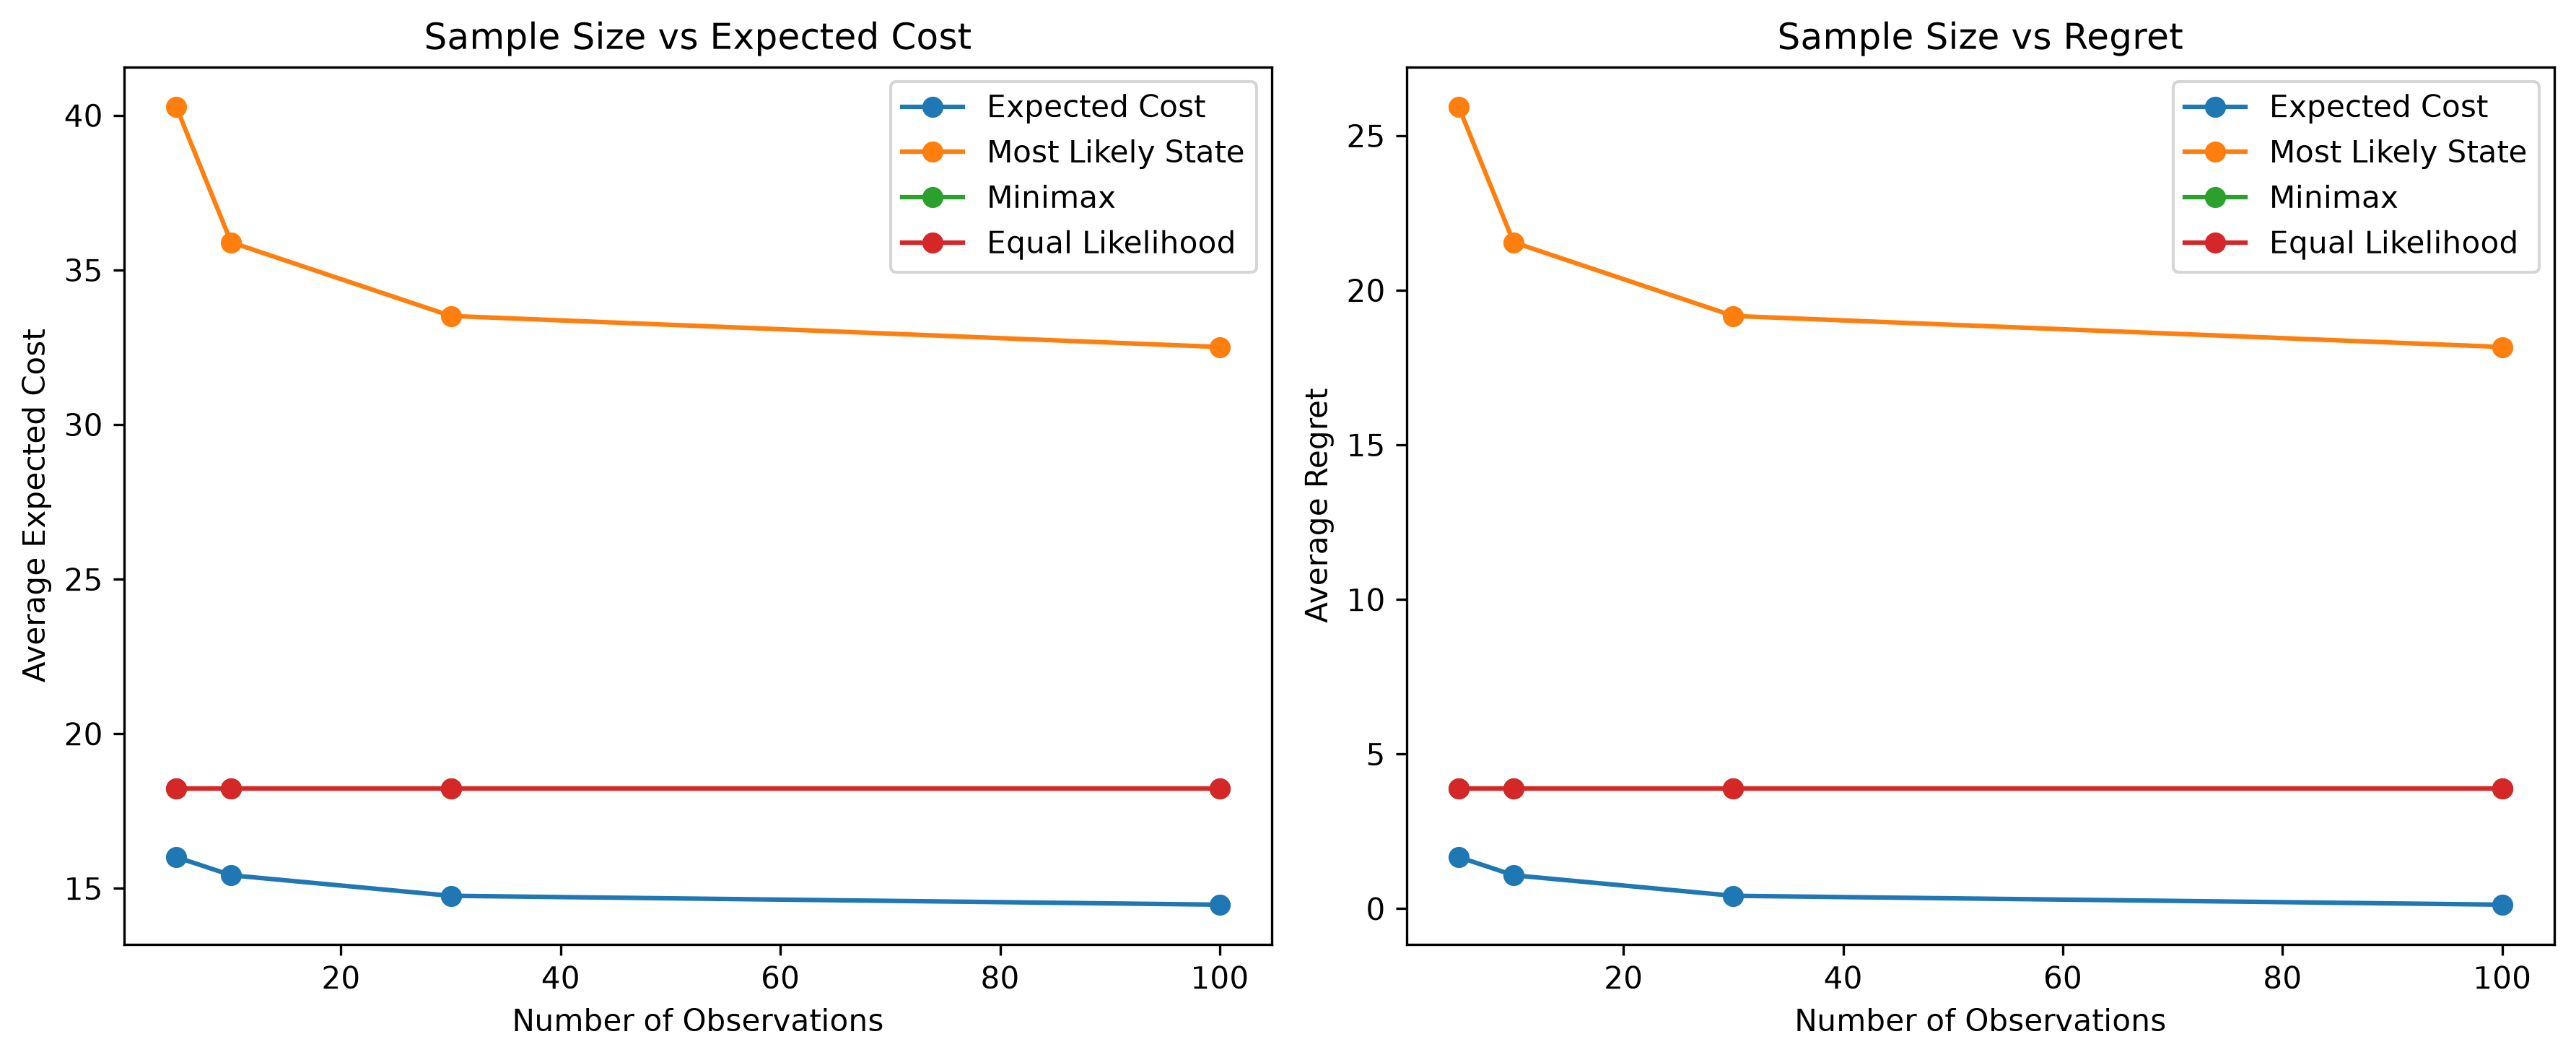 Sample Size vs Expected Cost
Average Expected Cost
40
35
30
25
20
15
Expected Cost
Most Likely State
Minimax
Equal Likelihood
20
40
60
80
100
Number of Observations
Sample Size vs Regret
Average Regret
25
20
15
10
5
0
Expected Cost
Most Likely State
Minimax
Equal Likelihood
20
40
60
80
100
Number of Observations